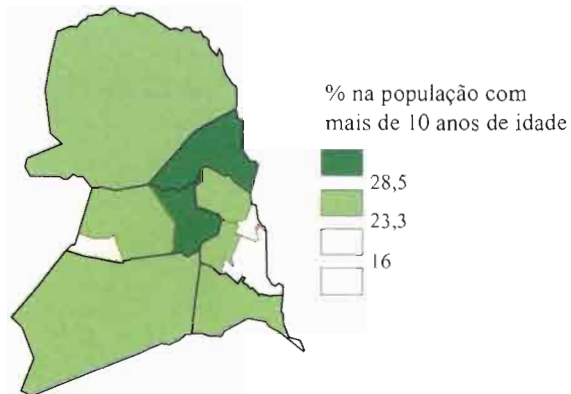 % na população com
mais de 10 anos de idade
28,5
23,3
16